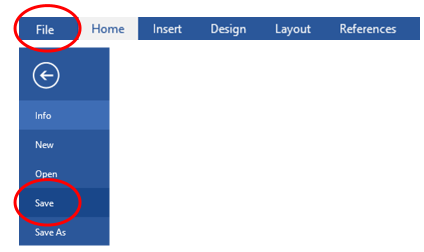 File Home Insert Design Layout References
Info
New
Open
Save
Save As